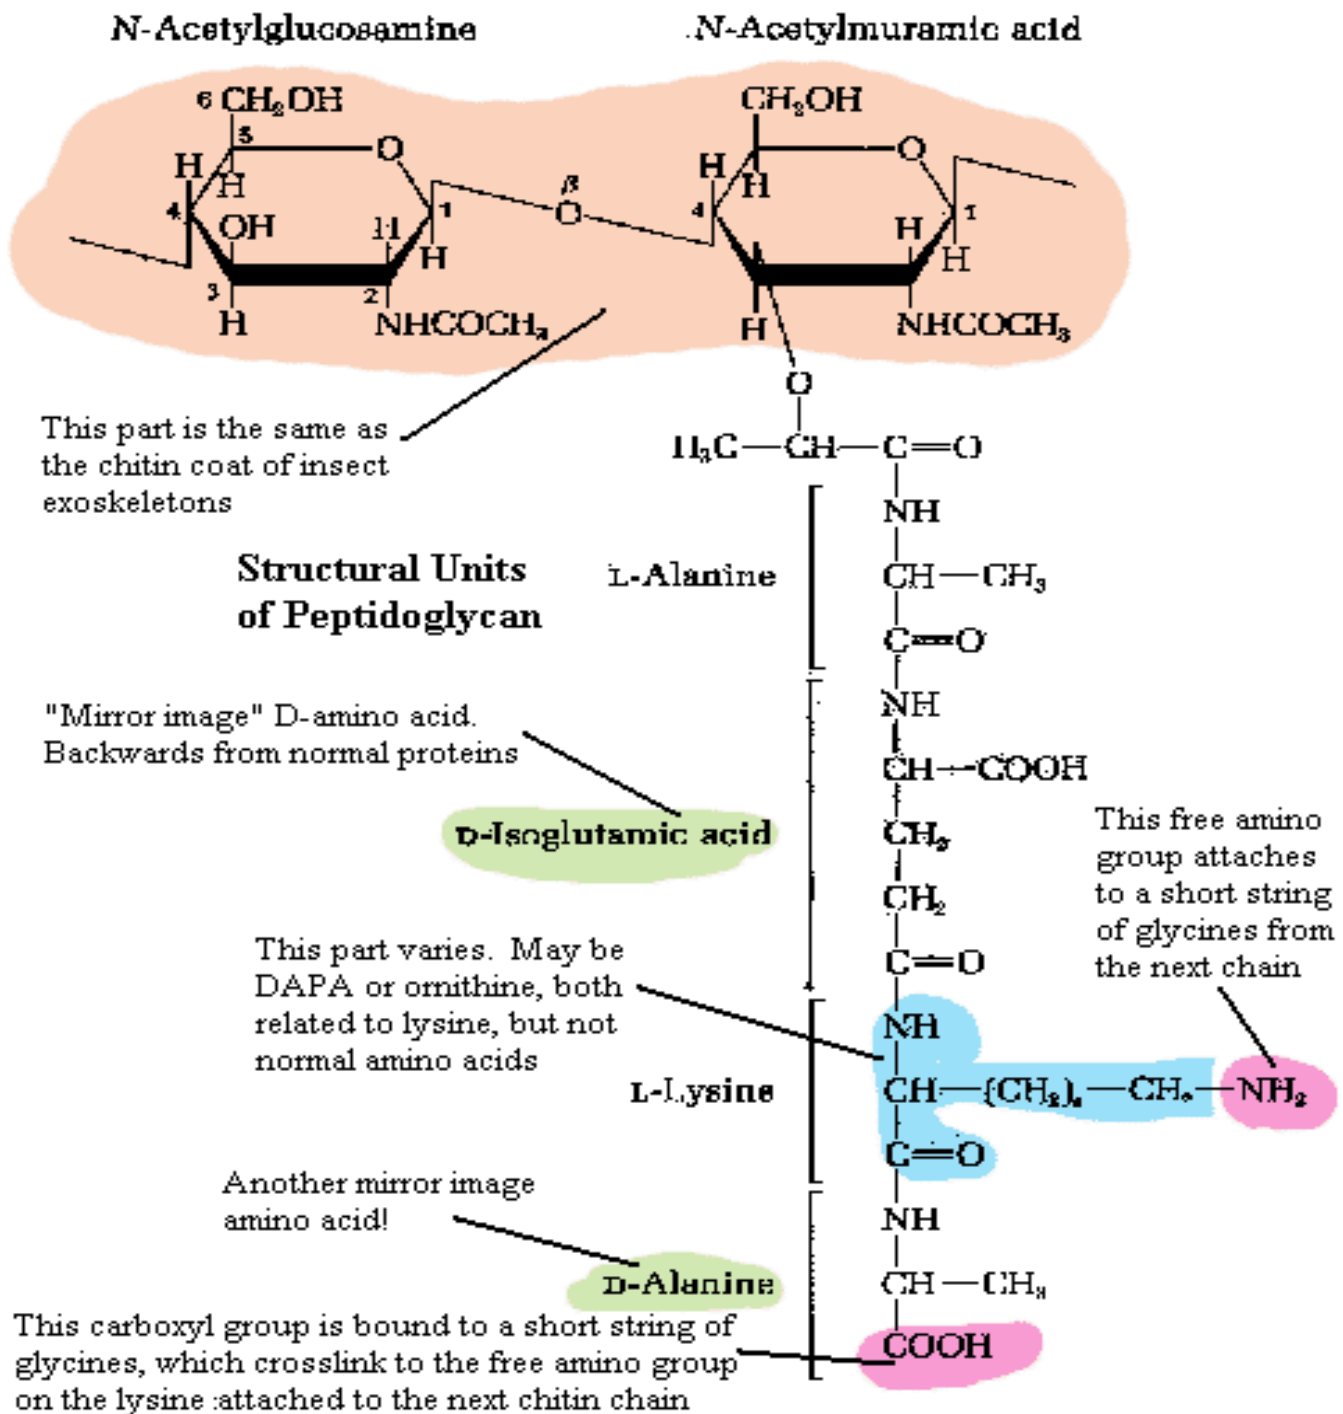 N-Acetylglucosamine
.N-Acetylmuramic acid
6 CH₂OH
CH₂OH
5
O
O
H
H
H
H
β
4
OH
H
1
O
4
H
1
H
H
3
2
H
NHCOCH₃
H
NHCOCH₃
O
This part is the same as
the chitin coat of insect
exoskeletons
H₃C—CH—C=O
NH
Structural Units
of Peptidoglycan
L-Alanine
CH—CH₃
C=O
"Mirror image" D-amino acid.
Backwards from normal proteins
NH
CH—COOH
D-Isoglutamic acid
CH₂
This free amino
group attaches
to a short string
of glycines from
the next chain
CH₂
This part varies. May be
DAPA or ornithine, both
related to lysine, but not
normal amino acids
C=O
NH
L-Lysine
CH—(CH₂)₃—CH₂—NH₂
C=O
Another mirror image
amino acid!
NH
D-Alanine
CH—CH₃
This carboxyl group is bound to a short string of
glycines, which crosslink to the free amino group
on the lysine :attached to the next chitin chain
COOH